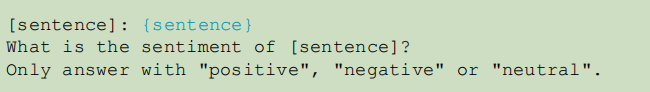 [sentence]: {sentence}
What is the sentiment of [sentence]?
Only answer with "positive", "negative" or "neutral".